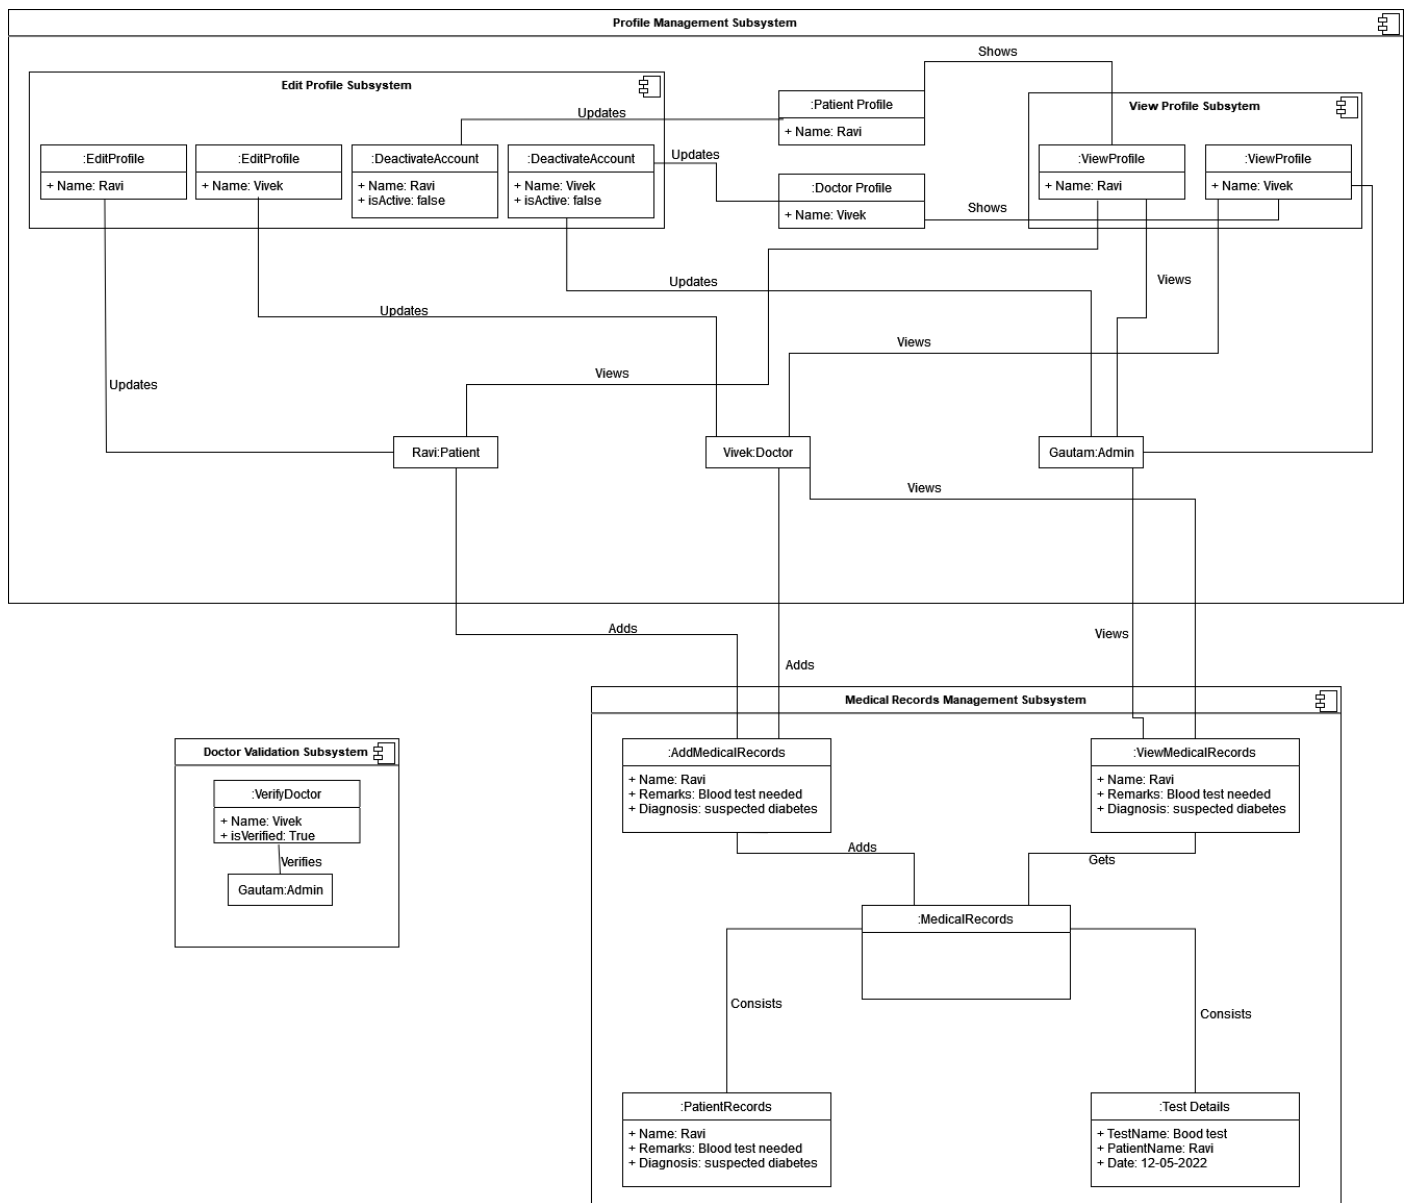 Profile Management Subsystem
Shows
Edit Profile Subsystem
:Patient Profile
+ Name: Ravi
View Profile Subsytem
Updates
:EditProfile
+ Name: Ravi
:EditProfile
+ Name: Vivek
:DeactivateAccount
+ Name: Ravi
+ isActive: false
:DeactivateAccount
+ Name: Vivek
+ isActive: false
Updates
:Doctor Profile
+ Name: Vivek
Shows
:ViewProfile
+ Name: Ravi
:ViewProfile
+ Name: Vivek
Updates
Views
Updates
Views
Views
Updates
Ravi:Patient
Vivek:Doctor
Gautam:Admin
Views
Adds
Views
Adds
Medical Records Management Subsystem
Doctor Validation Subsystem
:VerifyDoctor
+ Name: Vivek
+ isVerified: True
Verifies
Gautam:Admin
:AddMedicalRecords
+ Name: Ravi
+ Remarks: Blood test needed
+ Diagnosis: suspected diabetes
:ViewMedicalRecords
+ Name: Ravi
+ Remarks: Blood test needed
+ Diagnosis: suspected diabetes
Adds
Gets
:MedicalRecords
Consists
Consists
:PatientRecords
+ Name: Ravi
+ Remarks: Blood test needed
+ Diagnosis: suspected diabetes
:Test Details
+ TestName: Bood test
+ PatientName: Ravi
+ Date: 12-05-2022